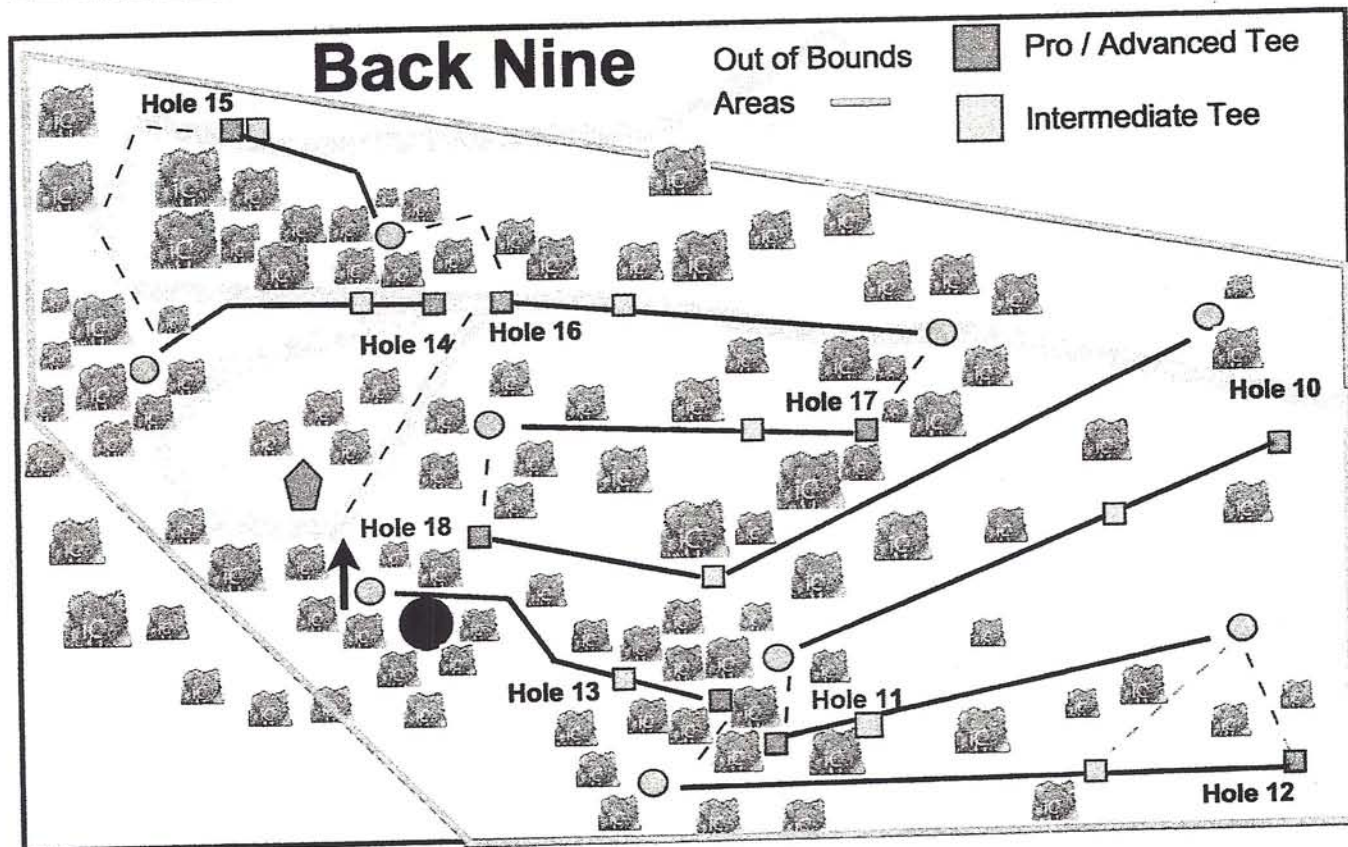 Back Nine
Out of Bounds
Areas
Pro / Advanced Tee
Intermediate Tee
Hole 15
Hole 14
Hole 16
Hole 10
Hole 17
Hole 18
Hole 13
Hole 11
Hole 12